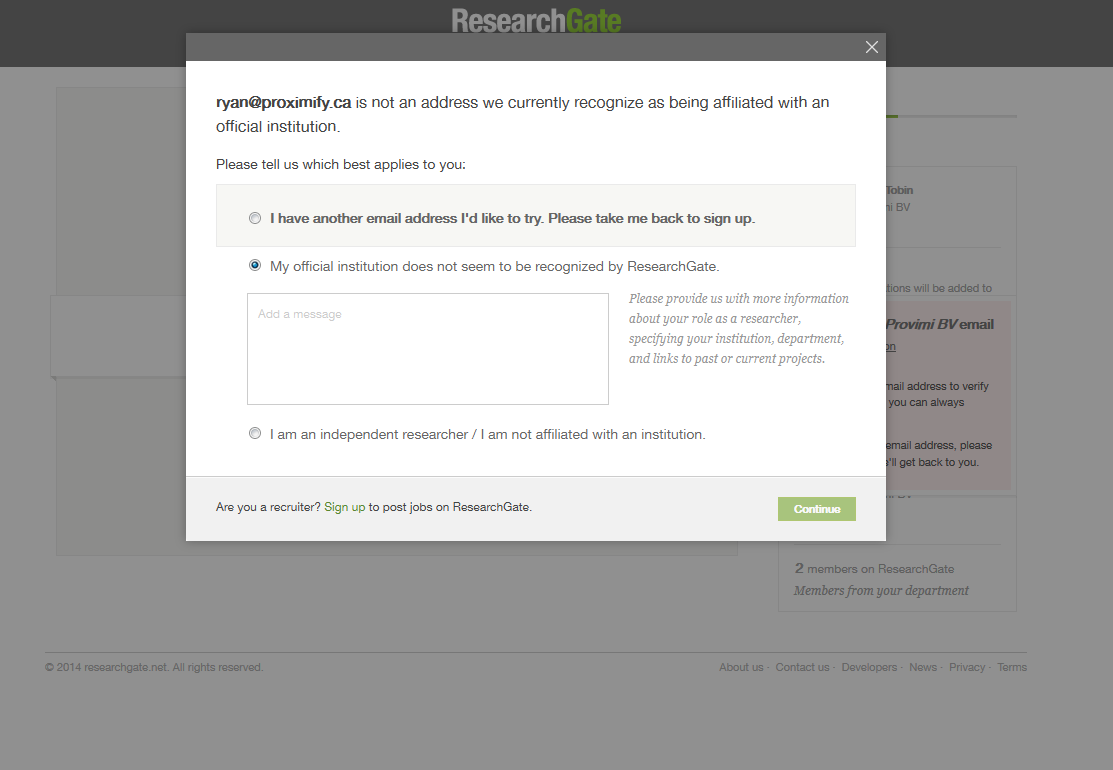 ResearchGate
ryan@proximify.ca is not an address we currently recognize as being affiliated with an
official institution.
Please tell us which best applies to you:
I have another email address I'd like to try. Please take me back to sign up.
My official institution does not seem to be recognized by ResearchGate.
Add a message
Please provide us with more information
about your role as a researcher,
specifying your institution, department,
and links to past or current projects.
I am an independent researcher / I am not affiliated with an institution.
Are you a recruiter? Sign up to post jobs on ResearchGate.
Continue
Tobin
BV
will be added to
Provimi BV email
address to verify
you can always
email address, please
get back to you.
2 members on ResearchGate
Members from your department
© 2014 researchgate.net. All rights reserved.
About us · Contact us · Developers · News · Privacy · Terms